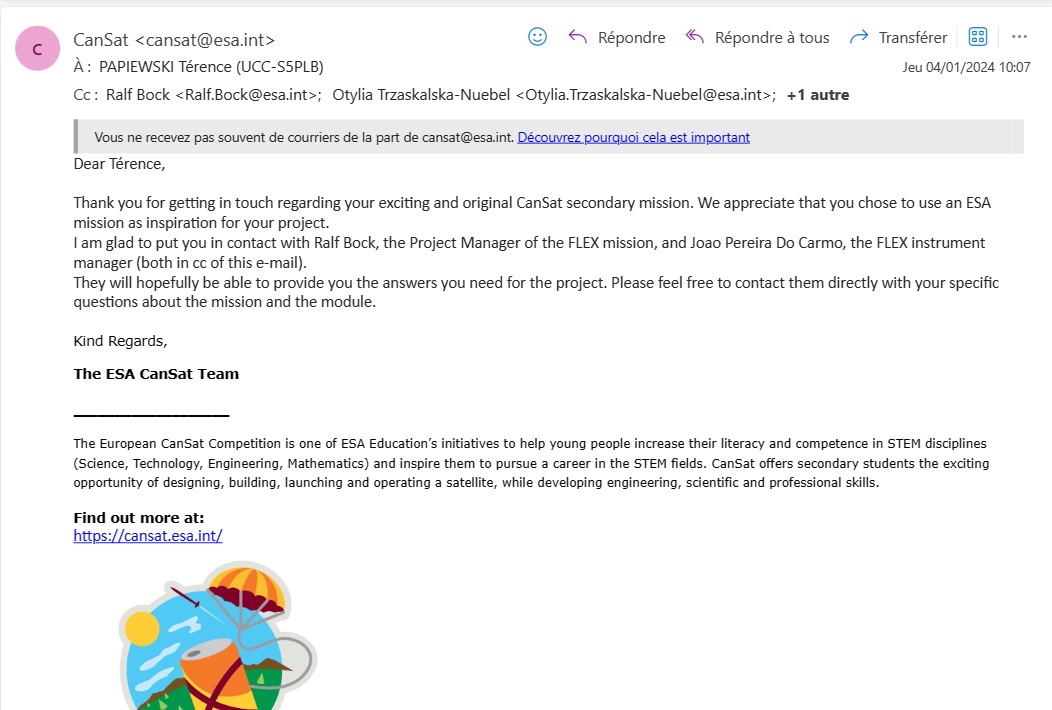 C
CanSat <cansat@esa.int>
Répondre
Répondre à tous
Transférer
À : PAPIEWSKI Térence (UCC-S5PLB)
Jeu 04/01/2024 10:07
Cc : Ralf Bock <Ralf.Bock@esa.int>; Otylia Trzaskalska-Nuebel <Otylia.Trzaskalska-Nuebel@esa.int>; +1 autre
Vous ne recevez pas souvent de courriers de la part de cansat@esa.int. Découvrez pourquoi cela est important
Dear Térence,
Thank you for getting in touch regarding your exciting and original CanSat secondary mission. We appreciate that you chose to use an ESA
mission as inspiration for your project.
I am glad to put you in contact with Ralf Bock, the Project Manager of the FLEX mission, and Joao Pereira Do Carmo, the FLEX instrument
manager (both in cc of this e-mail).
They will hopefully be able to provide you the answers you need for the project. Please feel free to contact them directly with your specific
questions about the mission and the module.
Kind Regards,
The ESA CanSat Team
___________________
The European CanSat Competition is one of ESA Education’s initiatives to help young people increase their literacy and competence in STEM disciplines
(Science, Technology, Engineering, Mathematics) and inspire them to pursue a career in the STEM fields. CanSat offers secondary students the exciting
opportunity of designing, building, launching and operating a satellite, while developing engineering, scientific and professional skills.
Find out more at:
https://cansat.esa.int/